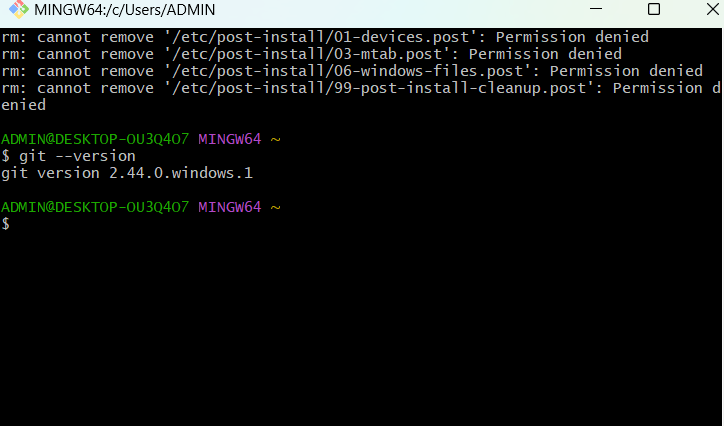 MINGW64:/c/Users/ADMIN
rm: cannot remove '/etc/post-install/01-devices.post': Permission denied
rm: cannot remove '/etc/post-install/03-mtab.post': Permission denied
rm: cannot remove '/etc/post-install/06-windows-files.post': Permission denied
rm: cannot remove '/etc/post-install/99-post-install-cleanup.post': Permission d
enied
ADMIN@DESKTOP-OU3Q4O7 MINGW64 ~
$ git --version
git version 2.44.0.windows.1
ADMIN@DESKTOP-OU3Q4O7 MINGW64 ~
$